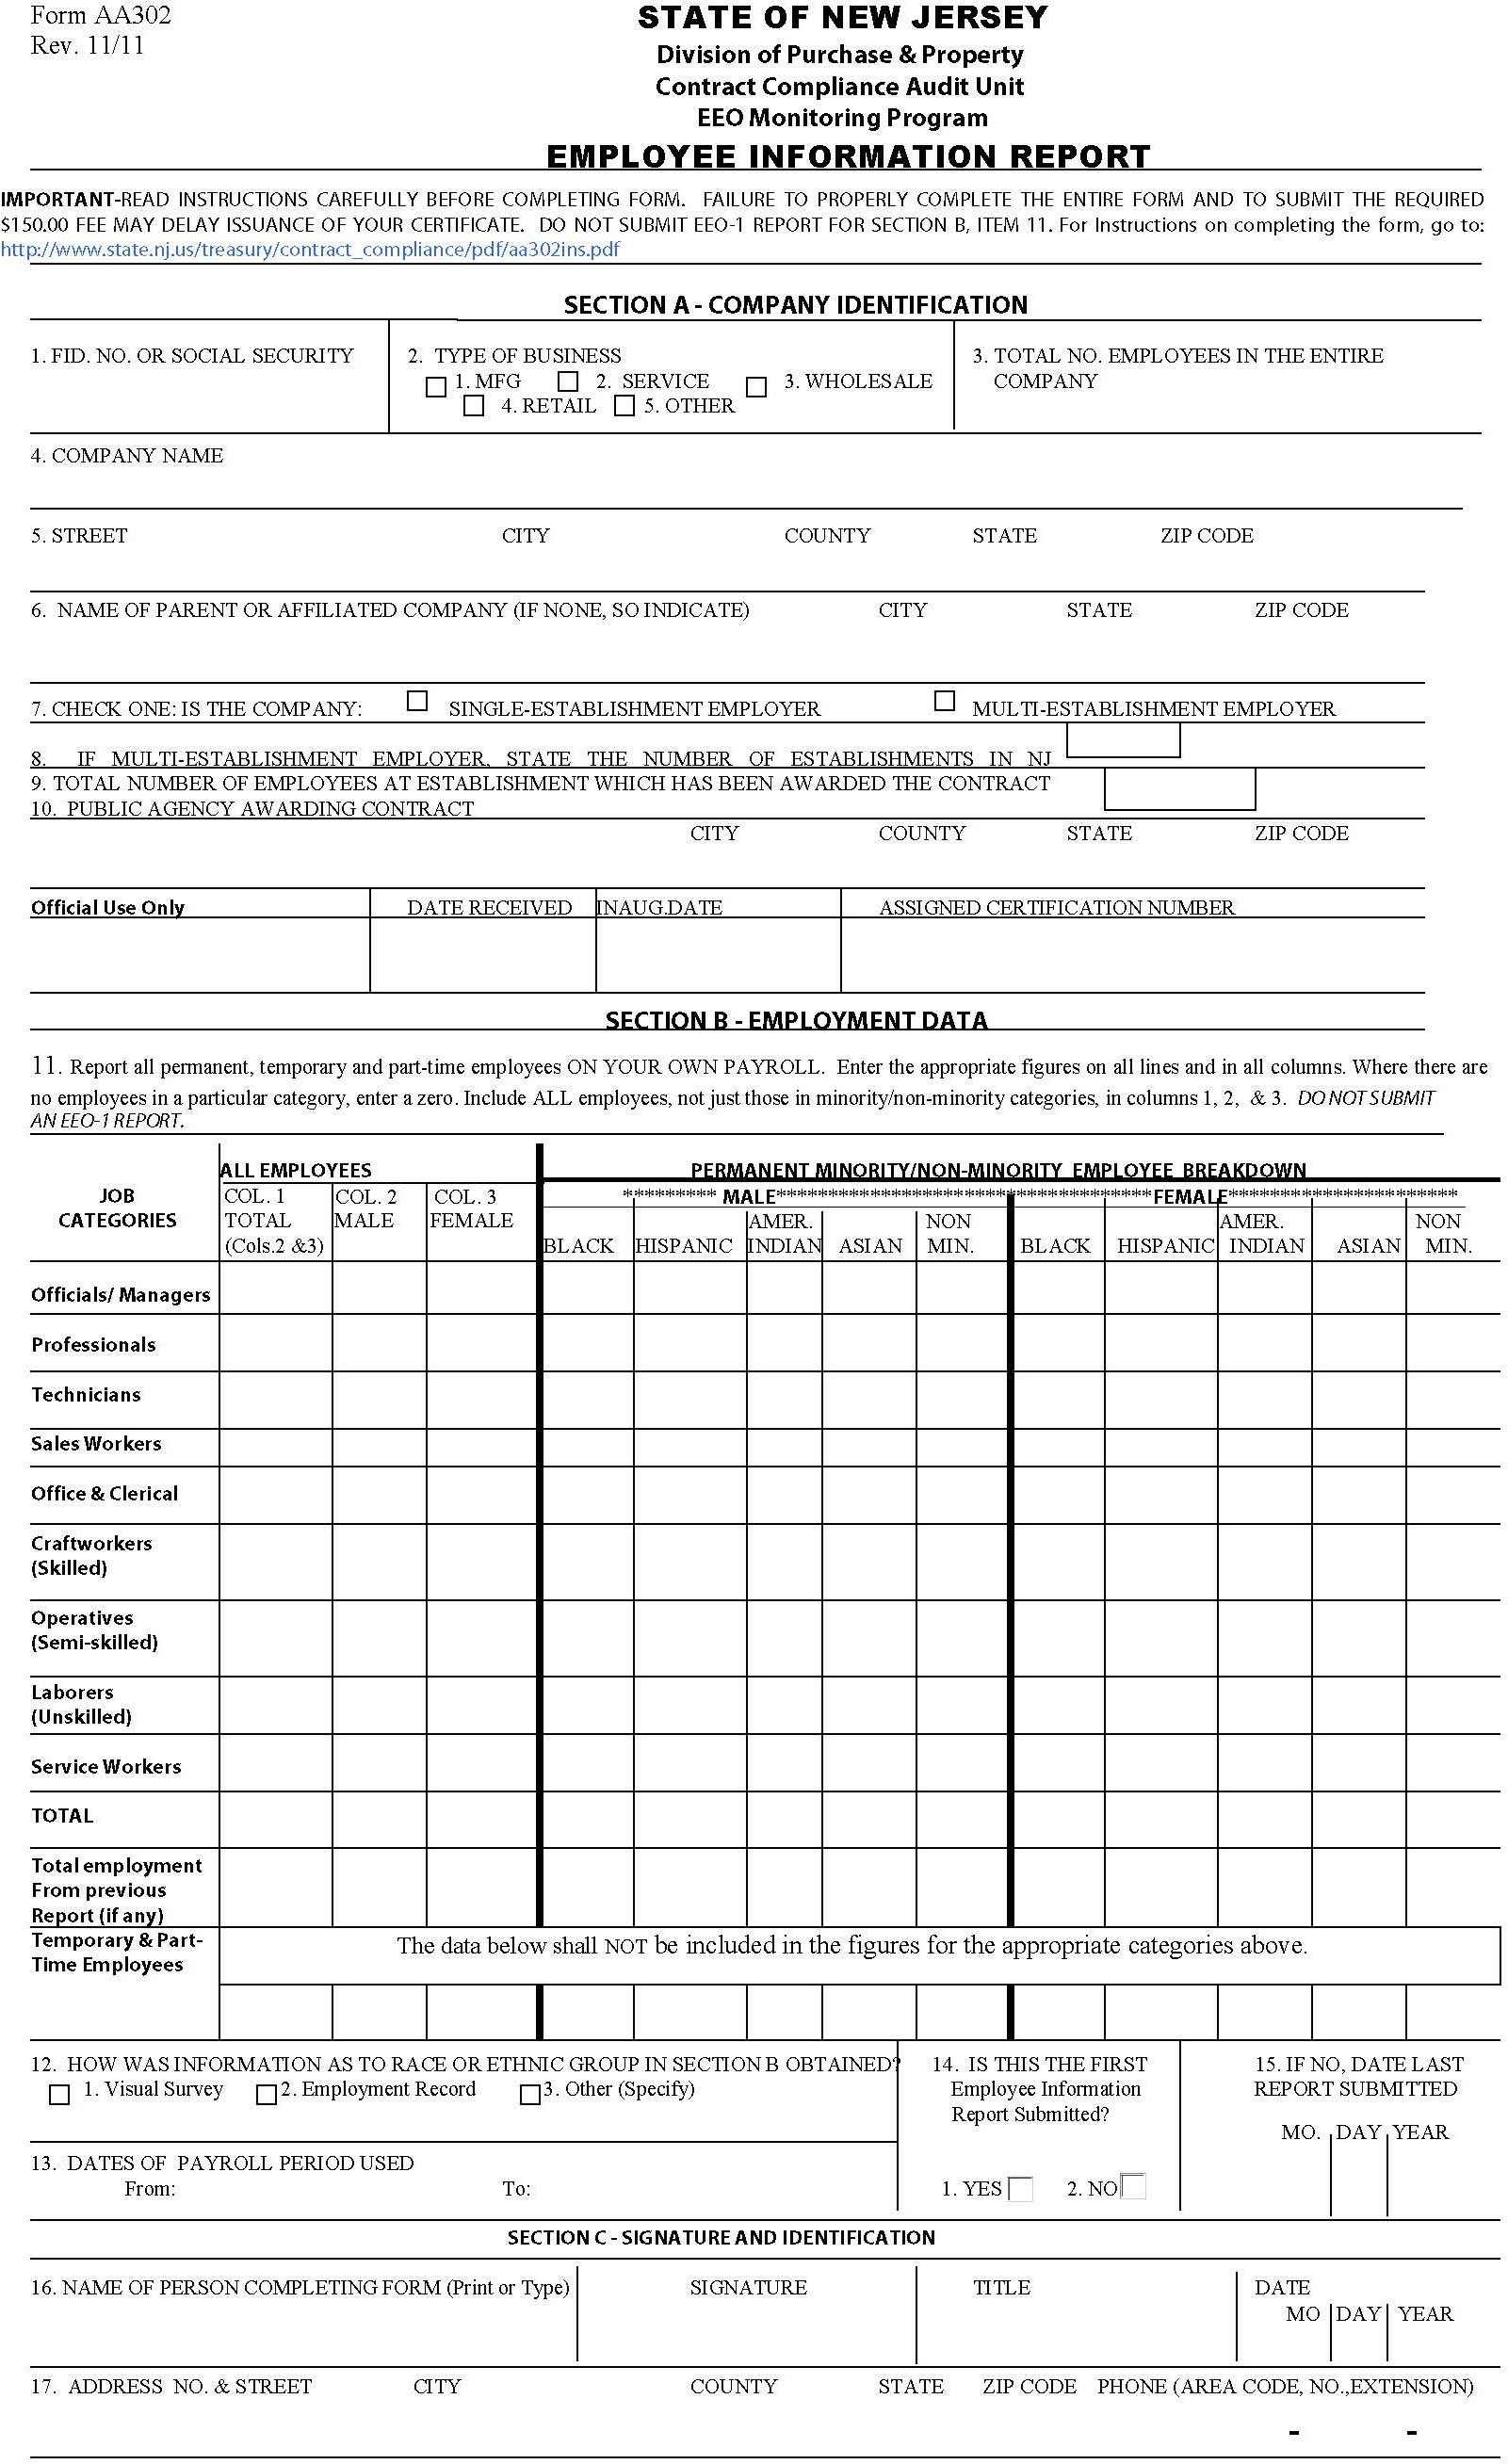 Form AA302
Rev. 11/11
STATE OF NEW JERSEY
Division of Purchase & Property
Contract Compliance Audit Unit
EEO Monitoring Program
EMPLOYEE INFORMATION REPORT
IMPORTANT-READ INSTRUCTIONS CAREFULLY BEFORE COMPLETING FORM. FAILURE TO PROPERLY COMPLETE THE ENTIRE FORM AND TO SUBMIT THE REQUIRED
$150.00 FEE MAY DELAY ISSUANCE OF YOUR CERTIFICATE. DO NOT SUBMIT EEO-1 REPORT FOR SECTION B, ITEM 11. For Instructions on completing the form, go to:
http://www.state.nj.us/treasury/contract_compliance/pdf/aa302ins.pdf
SECTION A - COMPANY IDENTIFICATION
1. FID. NO. OR SOCIAL SECURITY
2. TYPE OF BUSINESS
1. MFG 2. SERVICE 3. WHOLESALE
4. RETAIL 5. OTHER
3. TOTAL NO. EMPLOYEES IN THE ENTIRE
COMPANY
4. COMPANY NAME
5. STREET CITY COUNTY STATE ZIP CODE
6. NAME OF PARENT OR AFFILIATED COMPANY (IF NONE, SO INDICATE) CITY STATE ZIP CODE
7. CHECK ONE: IS THE COMPANY: SINGLE-ESTABLISHMENT EMPLOYER MULTI-ESTABLISHMENT EMPLOYER
8. IF MULTI-ESTABLISHMENT EMPLOYER, STATE THE NUMBER OF ESTABLISHMENTS IN NJ
9. TOTAL NUMBER OF EMPLOYEES AT ESTABLISHMENT WHICH HAS BEEN AWARDED THE CONTRACT
10. PUBLIC AGENCY AWARDING CONTRACT
CITY COUNTY STATE ZIP CODE
Official Use Only DATE RECEIVED INAUG.DATE ASSIGNED CERTIFICATION NUMBER
SECTION B - EMPLOYMENT DATA
11. Report all permanent, temporary and part-time employees ON YOUR OWN PAYROLL. Enter the appropriate figures on all lines and in all columns. Where there are
no employees in a particular category, enter a zero. Include ALL employees, not just those in minority/non-minority categories, in columns 1, 2, & 3. DO NOT SUBMIT
AN EEO-1 REPORT.
ALL EMPLOYEES PERMANENT MINORITY/NON-MINORITY EMPLOYEE BREAKDOWN
JOB COL. 1 COL. 2 COL. 3 ********* MALE************************************FEMALE**********************
CATEGORIES TOTAL MALE FEMALE AMER. NON AMER. NON
(Cols.2 &3) BLACK HISPANIC INDIAN ASIAN MIN. BLACK HISPANIC INDIAN ASIAN MIN.
Officials/ Managers
Professionals
Technicians
Sales Workers
Office & Clerical
Craftworkers
(Skilled)
Operatives
(Semi-skilled)
Laborers
(Unskilled)
Service Workers
TOTAL
Total employment
From previous
Report (if any)
Temporary & Part-
Time Employees
The data below shall NOT be included in the figures for the appropriate categories above.
12. HOW WAS INFORMATION AS TO RACE OR ETHNIC GROUP IN SECTION B OBTAINED?
1. Visual Survey 2. Employment Record 3. Other (Specify)
13. DATES OF PAYROLL PERIOD USED
From: To:
14. IS THIS THE FIRST
Employee Information
Report Submitted?
1. YES 2. NO
15. IF NO, DATE LAST
REPORT SUBMITTED
MO. DAY YEAR
SECTION C - SIGNATURE AND IDENTIFICATION
16. NAME OF PERSON COMPLETING FORM (Print or Type) SIGNATURE TITLE DATE
MO DAY YEAR
17. ADDRESS NO. & STREET CITY COUNTY STATE ZIP CODE PHONE (AREA CODE, NO.,EXTENSION)
- -